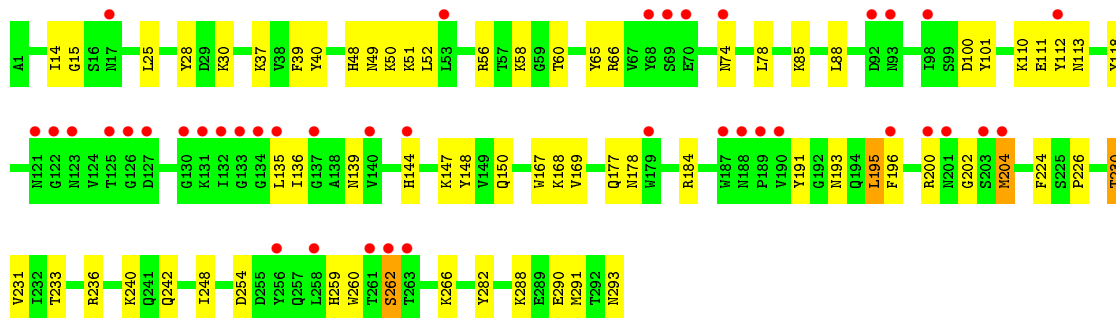 A1 I14 G15 S16 N17 L25 Y28 D29 K30 K37 V38 F39 Y40 H48 N49 K50 K51 L52 L53 R56 T57 K58 G59 T60 Y65 R66 V67 Y68 S69 E70 N74 L78 K85 L88 D92 N93 I98 S99 D100 Y101 K110 E111 Y112 N113 Y118
N121 G122 N123 V124 T125 G126 D127 G130 K131 I132 G133 G134 L135 I136 G137 A138 N139 V140 H144 K147 Y148 V149 Q150 W167 K168 V169 Q177 N178 W179 R184 W187 N188 P189 V190 Y191 G192 N193 Q194 L195 F196 R200 N201 G202 S203 M204 F224 S225 P226 T230
V231 I232 T233 R236 K240 Q241 Q242 I248 D254 D255 Y256 Q257 L258 H259 W260 T261 S262 T263 K266 Y282 K288 E289 E290 M291 T292 N293